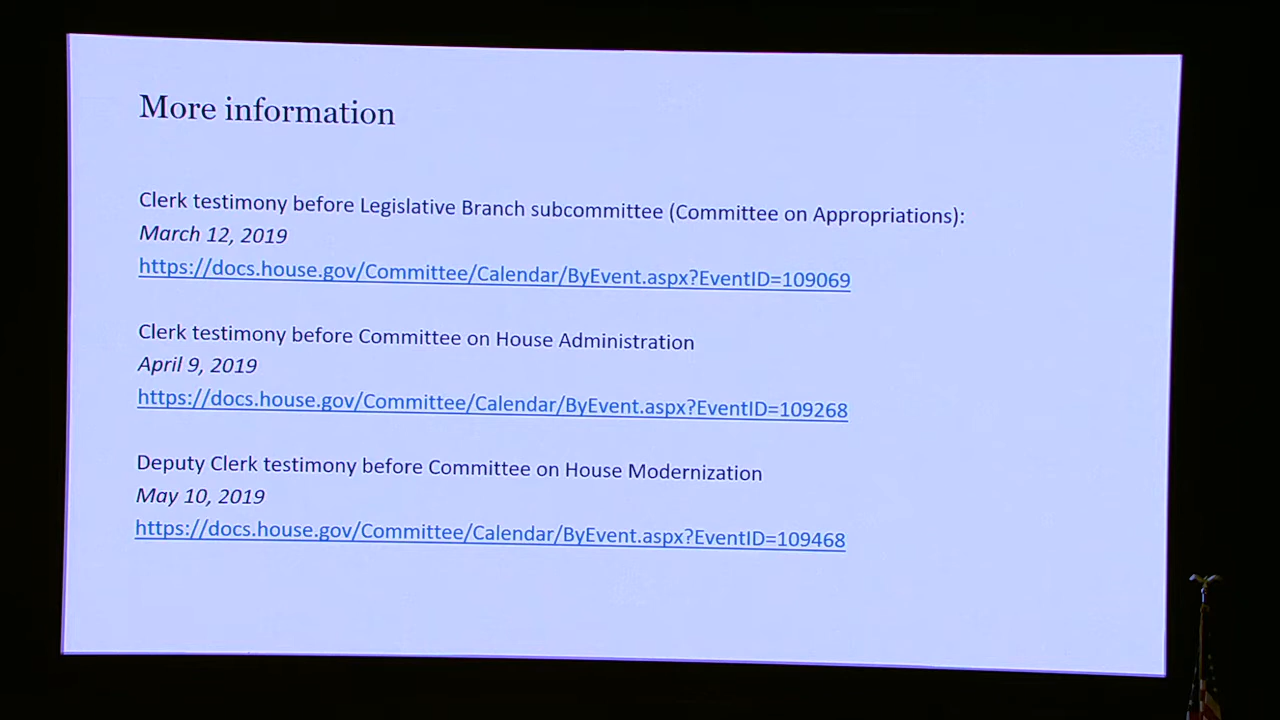 More information
Clerk testimony before Legislative Branch subcommittee (Committee on Appropriations):
March 12, 2019
https://docs.house.gov/Committee/Calendar/ByEvent.aspx?EventID=109069
Clerk testimony before Committee on House Administration
April 9, 2019
https://docs.house.gov/Committee/Calendar/ByEvent.aspx?EventID=109268
Deputy Clerk testimony before Committee on House Modernization
May 10, 2019
https://docs.house.gov/Committee/Calendar/ByEvent.aspx?EventID=109468